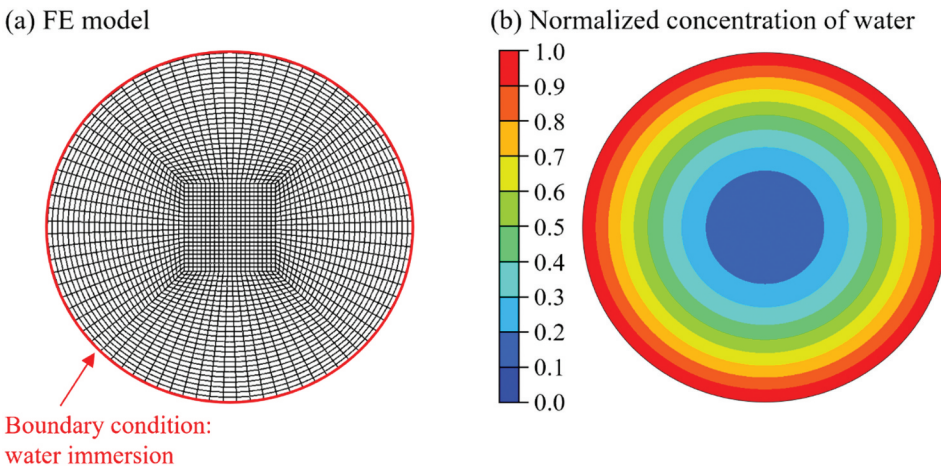 (a) FE model
(b) Normalized concentration of water
1.0
0.9
0.8
0.7
0.6
0.5
0.4
0.3
0.2
0.1
0.0
Boundary condition:
water immersion